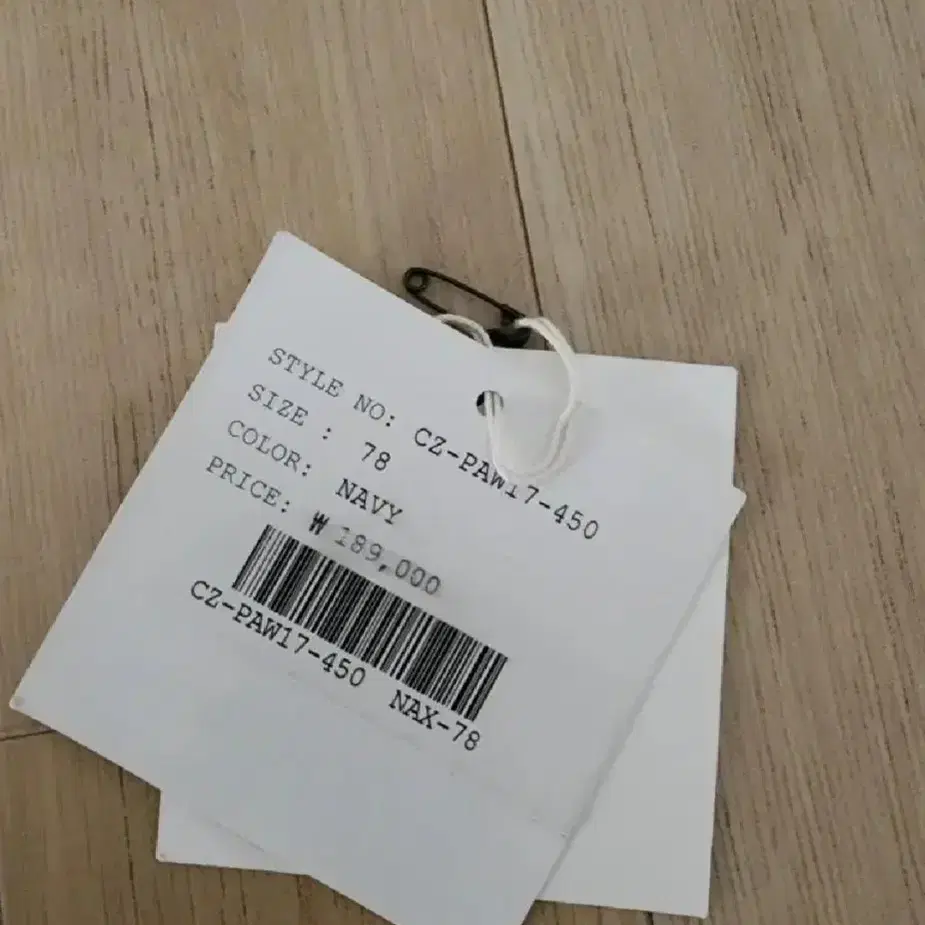 STYLE NO: CZ-PAW17-450
SIZE : 78
COLOR: NAVY
PRICE: ₩ 189,000
CZ-PAW17-450 NAX-78